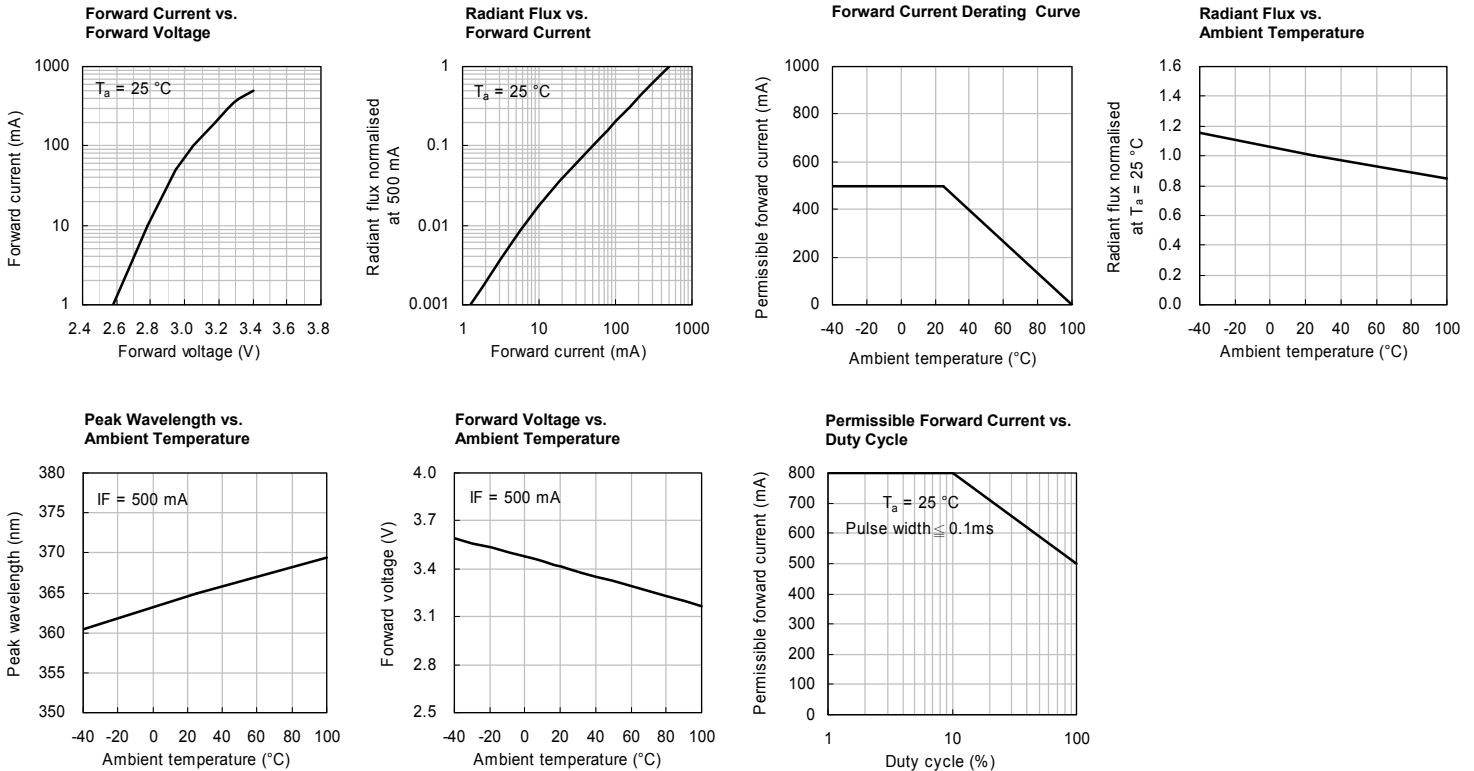 Forward Current vs.
Forward Voltage
1000
100
10
1
Forward current (mA)
Ta = 25 °C
2.4 2.6 2.8 3.0 3.2 3.4 3.6 3.8
Forward voltage (V)
Radiant Flux vs.
Forward Current
1
0.1
0.01
0.001
Radiant flux normalised
at 500 mA
Ta = 25 °C
1 10 100 1000
Forward current (mA)
Forward Current Derating Curve
1000
800
600
400
200
0
Permissible forward current (mA)
-40 -20 0 20 40 60 80 100
Ambient temperature (°C)
Radiant Flux vs.
Ambient Temperature
1.6
1.4
1.2
1.0
0.8
0.6
0.4
0.2
0.0
Radiant flux normalised
at Ta = 25 °C
-40 -20 0 20 40 60 80 100
Ambient temperature (°C)
Peak Wavelength vs.
Ambient Temperature
380
375
370
365
360
355
350
Peak wavelength (nm)
IF = 500 mA
-40 -20 0 20 40 60 80 100
Ambient temperature (°C)
Forward Voltage vs.
Ambient Temperature
4.0
3.7
3.4
3.1
2.8
2.5
Forward voltage (V)
IF = 500 mA
-40 -20 0 20 40 60 80 100
Ambient temperature (°C)
Permissible Forward Current vs.
Duty Cycle
800
700
600
500
400
300
200
100
0
Permissible forward current (mA)
Ta = 25 °C
Pulse width ≦ 0.1ms
1 10 100
Duty cycle (%)